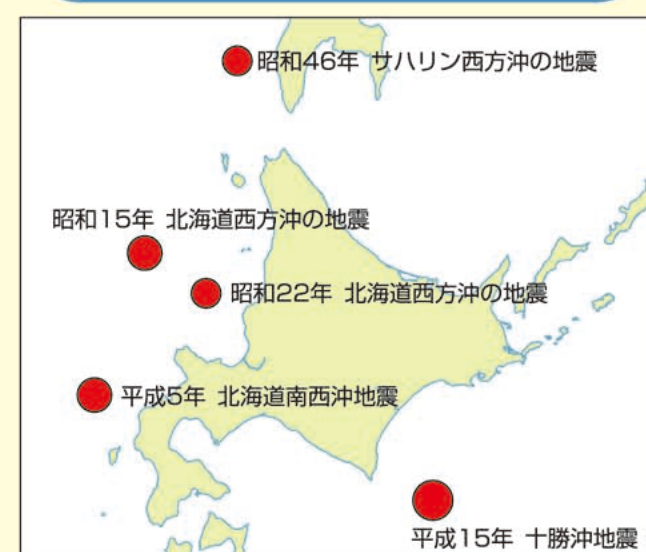 昭和46年 サハリン西方沖の地震
昭和15年 北海道西方沖の地震
昭和22年 北海道西方沖の地震
平成5年 北海道南西沖地震
平成15年 十勝沖地震